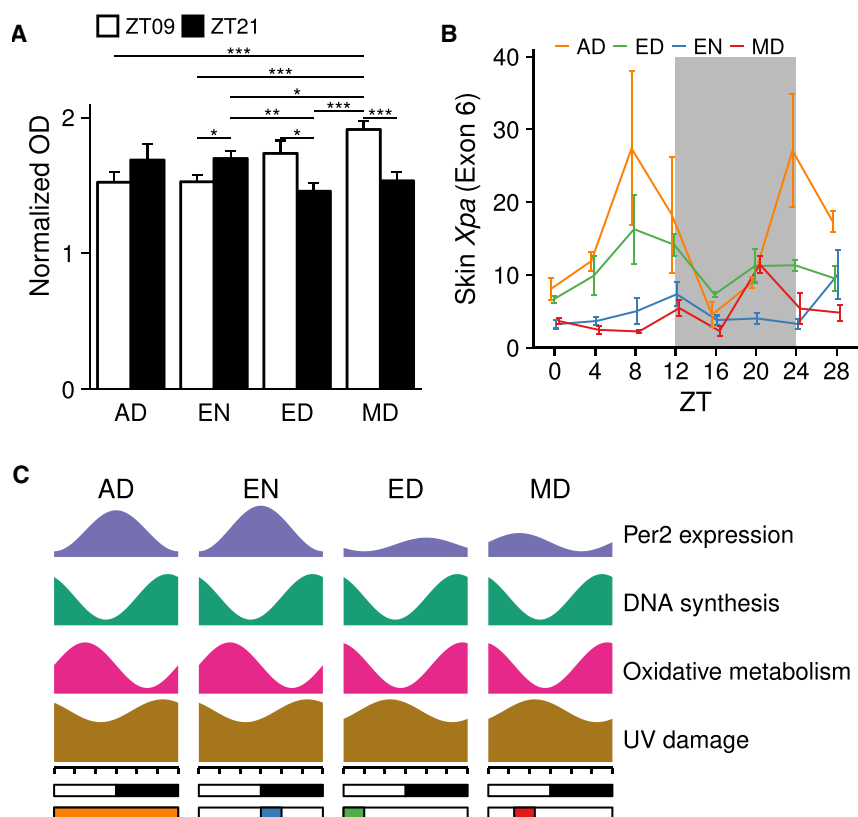 A
ZT09 ZT21
***
***
*
**
***
***
*
*
Normalized OD
2
1
0
AD EN ED MD
B
AD ED EN MD
Skin Xpa (Exon 6)
40
30
20
10
0
0 4 8 12 16 20 24 28
ZT
C
AD EN ED MD
Per2 expression
DNA synthesis
Oxidative metabolism
UV damage